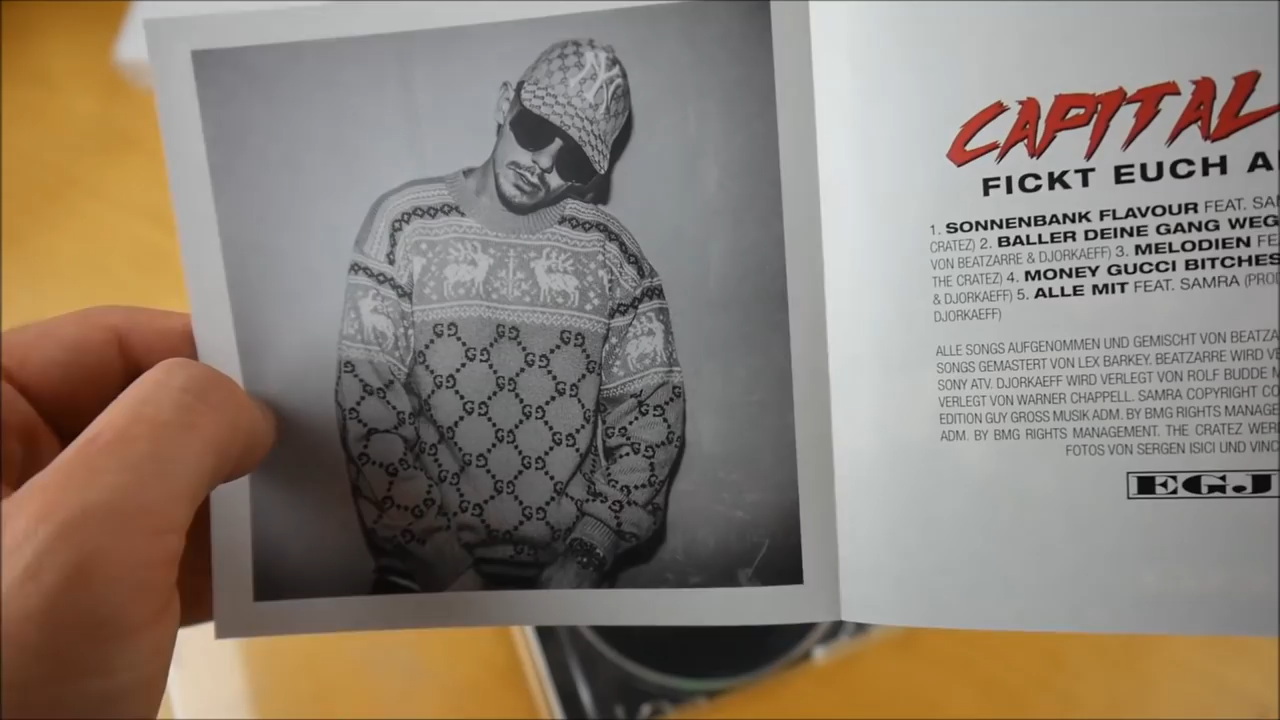 NY
CAPITAL
FICKT EUCH A
1. SONNENBANK FLAVOUR FEAT. SA
CRATEZ) 2. BALLER DEINE GANG WEG
VON BEATZARRE & DJORKAEFF) 3. MELODIEN FE
THE CRATEZ) 4. MONEY GUCCI BITCHES
& DJORKAEFF) 5. ALLE MIT FEAT. SAMRA (PRO
DJORKAEFF)
ALLE SONGS AUFGENOMMEN UND GEMISCHT VON BEATZA
SONGS GEMASTERT VON LEX BARKEY. BEATZARRE WIRD VE
SONY ATV. DJORKAEFF WIRD VERLEGT VON ROLF BUDDE M
VERLEGT VON WARNER CHAPPELL. SAMRA COPYRIGHT CO
EDITION GUY GROSS MUSIK ADM. BY BMG RIGHTS MANAGE
ADM. BY BMG RIGHTS MANAGEMENT. THE CRATEZ WER
FOTOS VON SERGEN ISICI UND VINC
EGJ